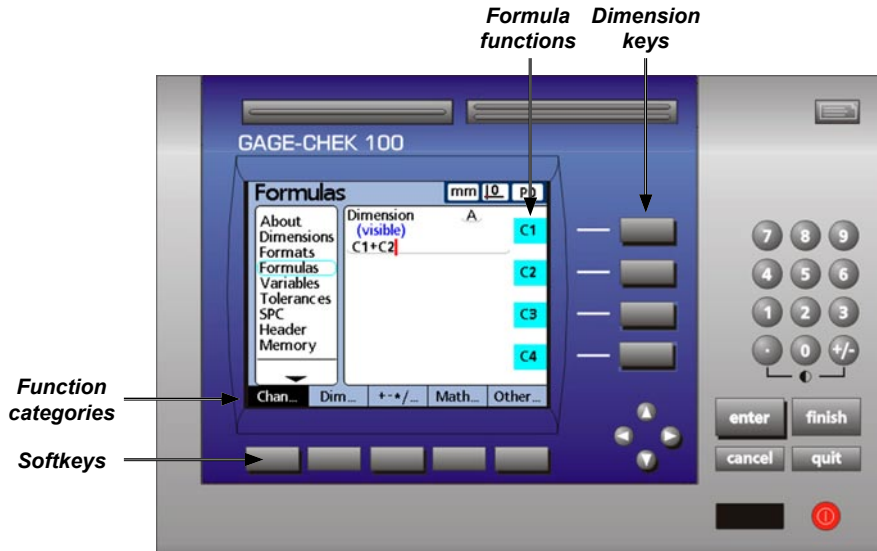 Formula functions
Dimension keys
GAGE-CHEK 100
Formulas
mm
About
Dimensions
Formats
Formulas
Variables
Tolerances
SPC
Header
Memory
Dimension A
(visible)
C1+C2
C1
C2
C3
C4
Chan... Dim... +-*/... Math... Other...
Function categories
Softkeys
7 8 9
4 5 6
1 2 3
. 0 +/-
enter finish
cancel quit